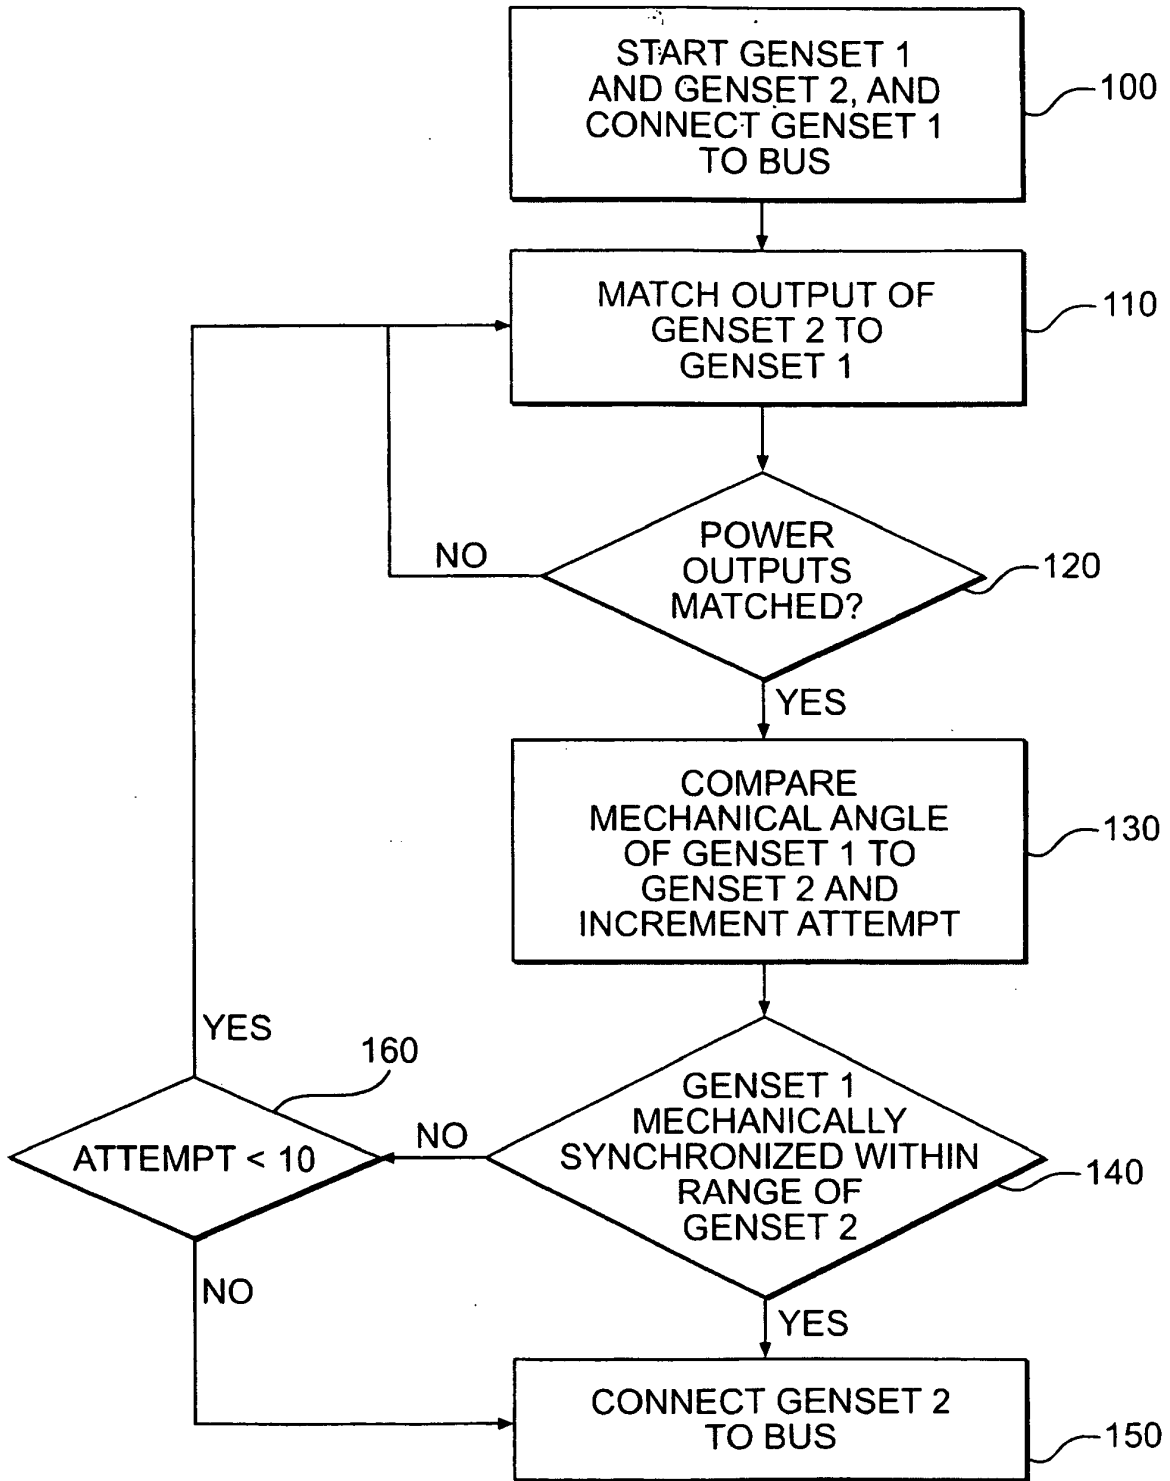 START GENSET 1
AND GENSET 2, AND
CONNECT GENSET 1
TO BUS
100
MATCH OUTPUT OF
GENSET 2 TO
GENSET 1
110
POWER
OUTPUTS
MATCHED?
120
NO
YES
COMPARE
MECHANICAL ANGLE
OF GENSET 1 TO
GENSET 2 AND
INCREMENT ATTEMPT
130
GENSET 1
MECHANICALLY
SYNCHRONIZED WITHIN
RANGE OF
GENSET 2
140
NO
YES
ATTEMPT < 10
160
YES
NO
CONNECT GENSET 2
TO BUS
150